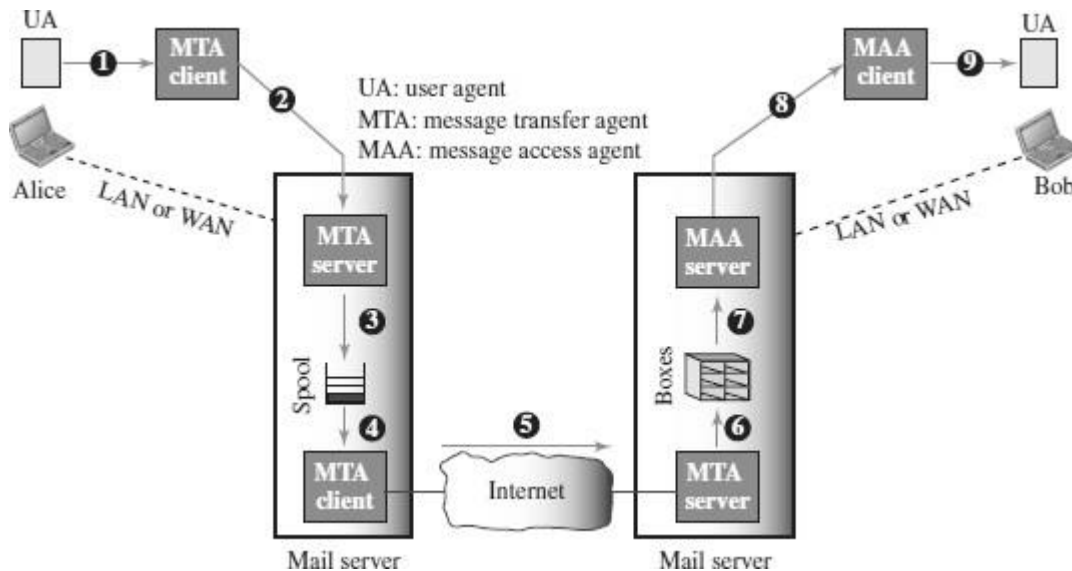 UA
1
MTA
client
2
UA: user agent
MTA: message transfer agent
MAA: message access agent
8
MAA
client
9
UA
Alice
LAN or WAN
MTA
server
3
Spool
4
MTA
client
Mail server
5
Internet
MAA
server
7
Boxes
6
MTA
server
Mail server
LAN or WAN
Bob